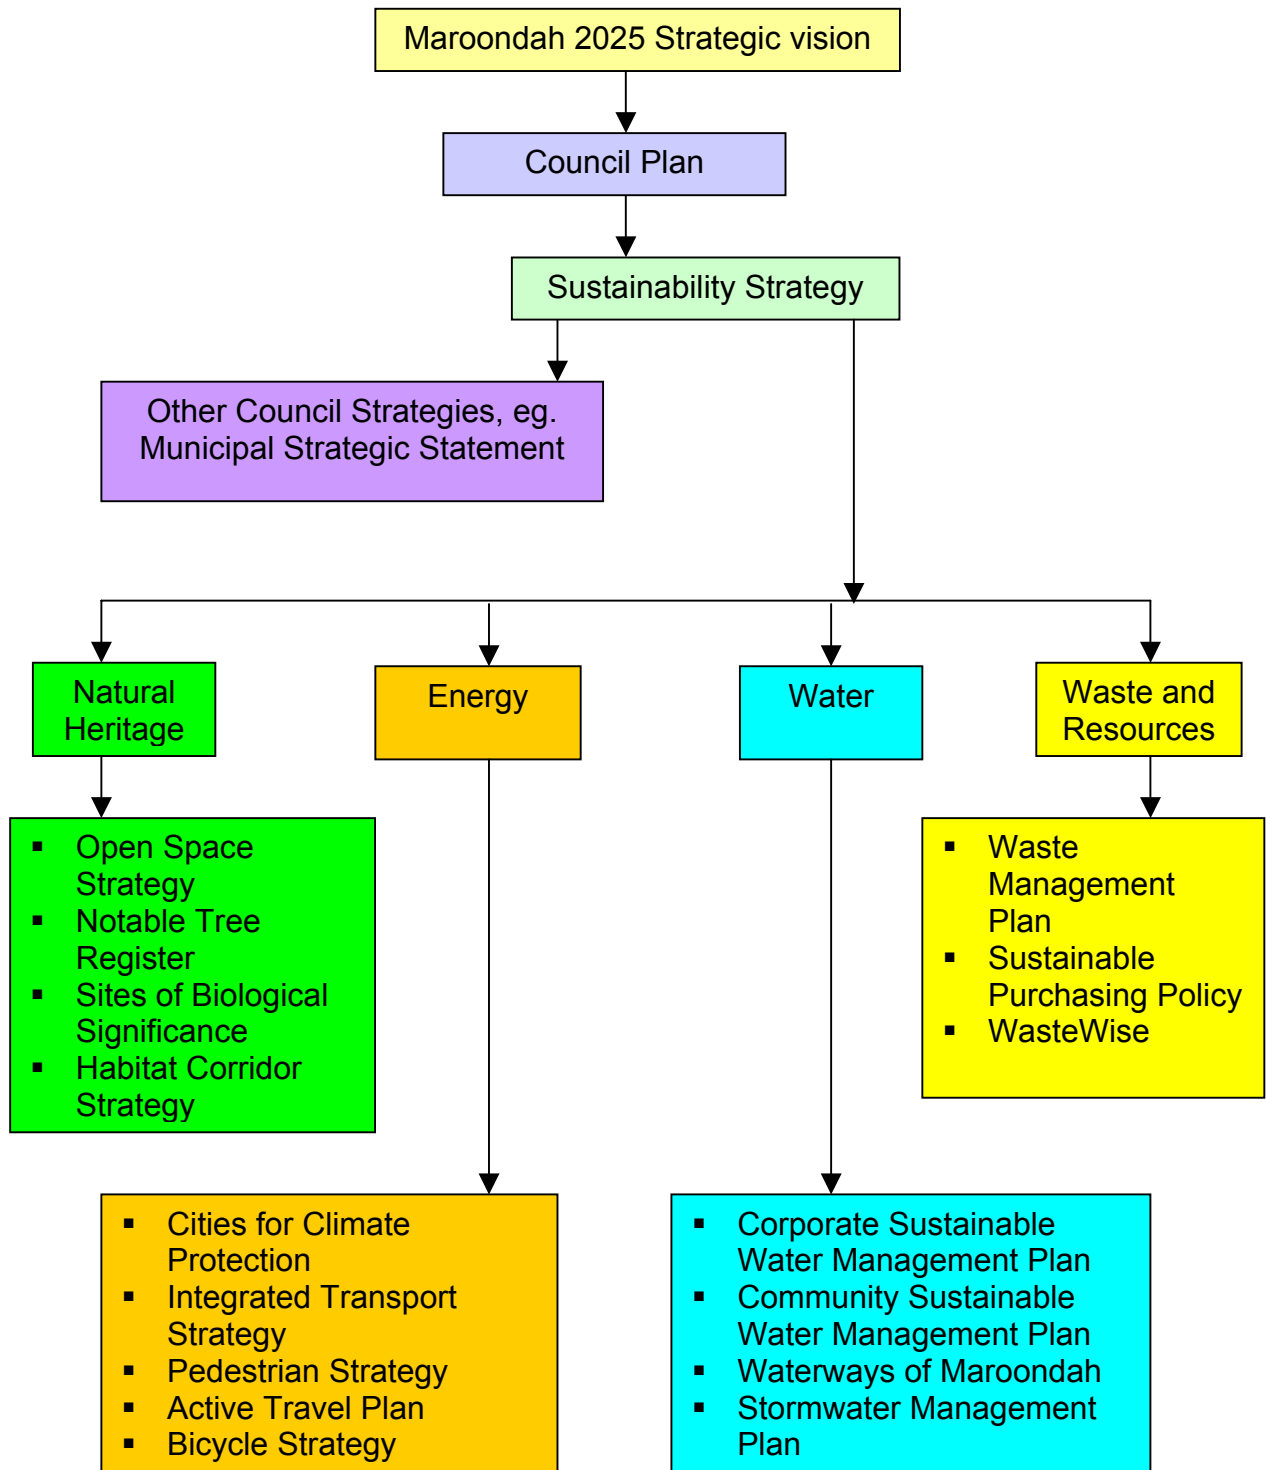 Maroondah 2025 Strategic vision
Council Plan
Sustainability Strategy
Other Council Strategies, eg.
Municipal Strategic Statement
Natural
Heritage
Energy
Water
Waste and
Resources
▪ Open Space
Strategy
▪ Notable Tree
Register
▪ Sites of Biological
Significance
▪ Habitat Corridor
Strategy
▪ Waste
Management
Plan
▪ Sustainable
Purchasing Policy
▪ WasteWise
▪ Cities for Climate
Protection
▪ Integrated Transport
Strategy
▪ Pedestrian Strategy
▪ Active Travel Plan
▪ Bicycle Strategy
▪ Corporate Sustainable
Water Management Plan
▪ Community Sustainable
Water Management Plan
▪ Waterways of Maroondah
▪ Stormwater Management
Plan